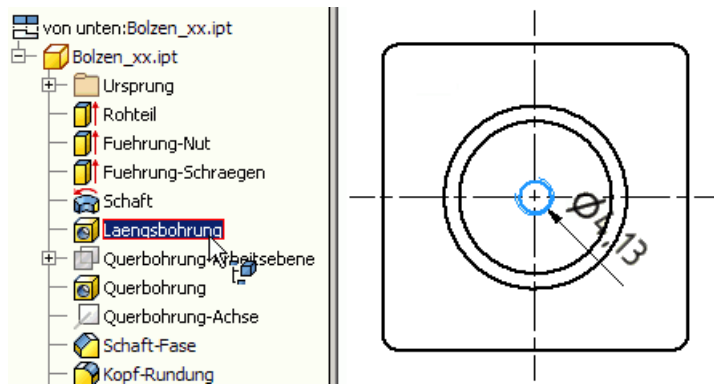 von unten:Bolzen_xx.ipt
Bolzen_xx.ipt
Ursprung
Rohteil
Fuehrung-Nut
Fuehrung-Schraegen
Schaft
Laengsbohrung
Querbohrung-Arbeitsebene
Querbohrung
Querbohrung-Achse
Schaft-Fase
Kopf-Rundung
Ø4,13